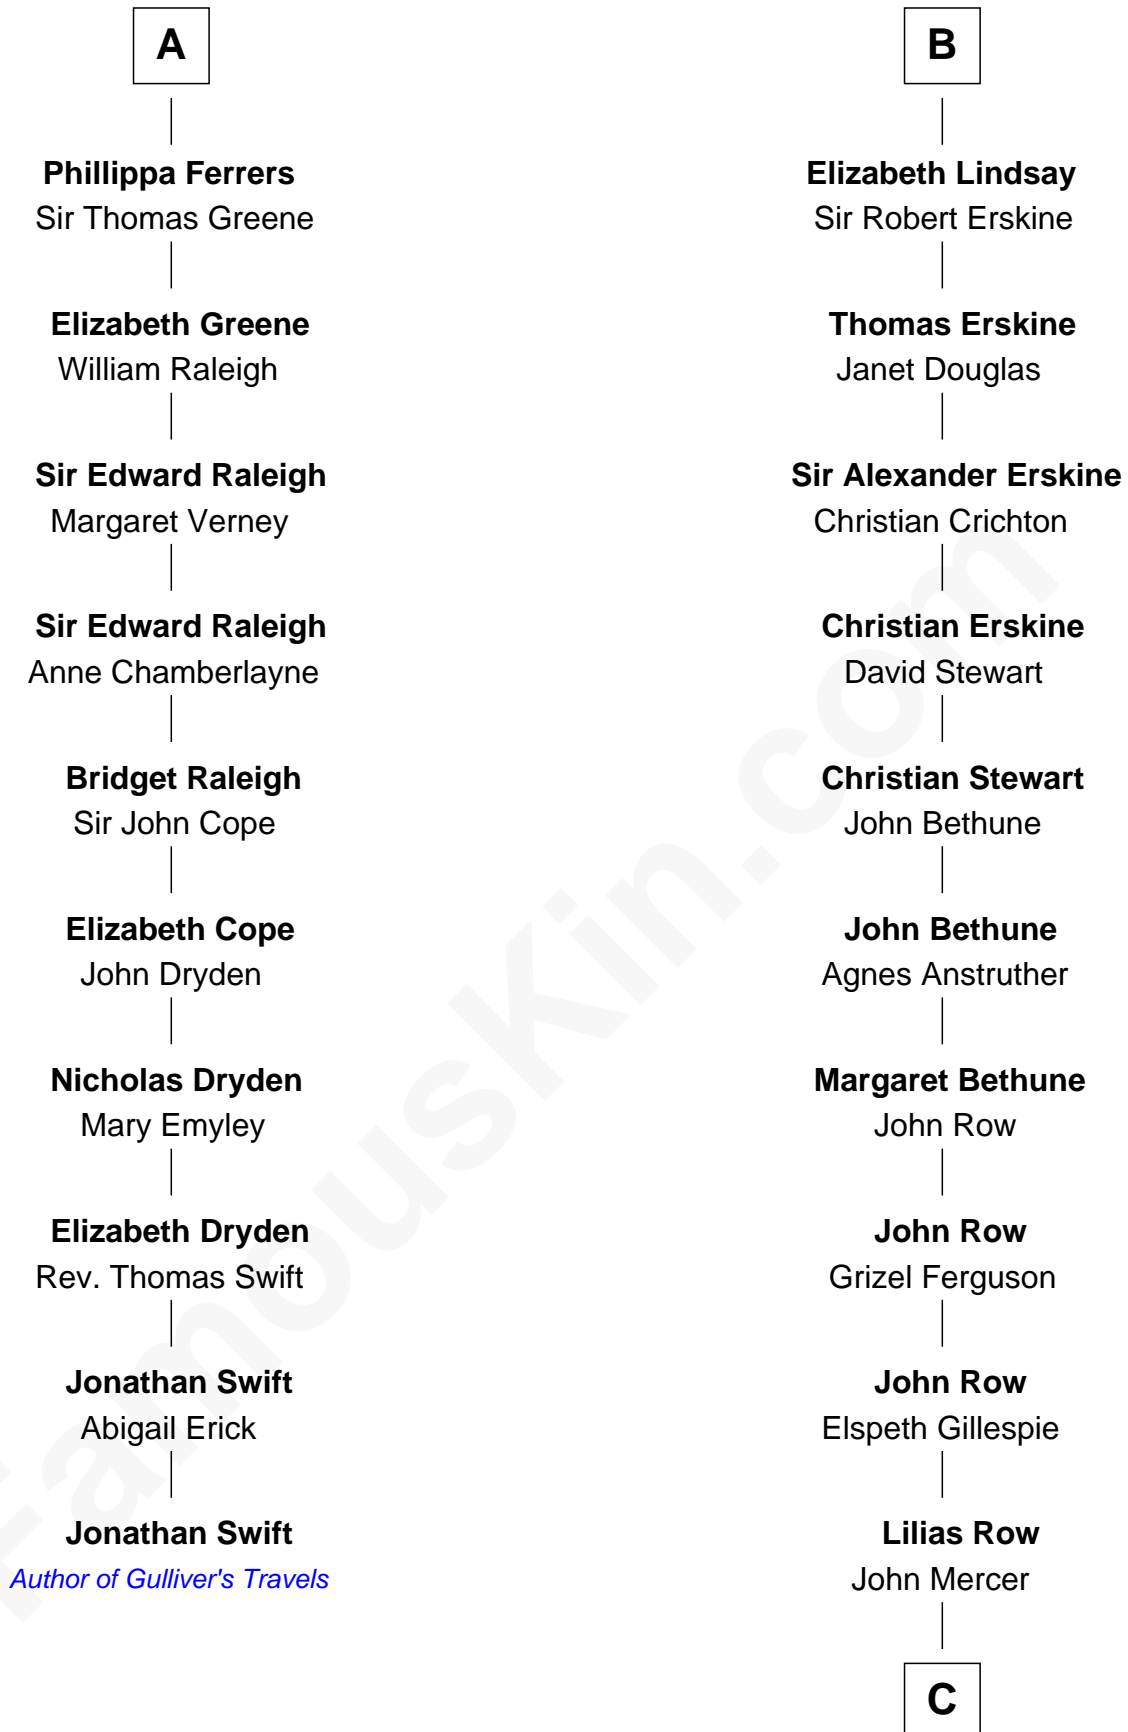 A
Phillippa Ferrers
Sir Thomas Greene
Elizabeth Greene
William Raleigh
Sir Edward Raleigh
Margaret Verney
Sir Edward Raleigh
Anne Chamberlayne
Bridget Raleigh
Sir John Cope
Elizabeth Cope
John Dryden
Nicholas Dryden
Mary Emyley
Elizabeth Dryden
Rev. Thomas Swift
Jonathan Swift
Abigail Erick
Jonathan Swift
Author of Gulliver's Travels
B
Elizabeth Lindsay
Sir Robert Erskine
Thomas Erskine
Janet Douglas
Sir Alexander Erskine
Christian Crichton
Christian Erskine
David Stewart
Christian Stewart
John Bethune
John Bethune
Agnes Anstruther
Margaret Bethune
John Row
John Row
Grizel Ferguson
John Row
Elspeth Gillespie
Lilias Row
John Mercer
C
FamousKin.com